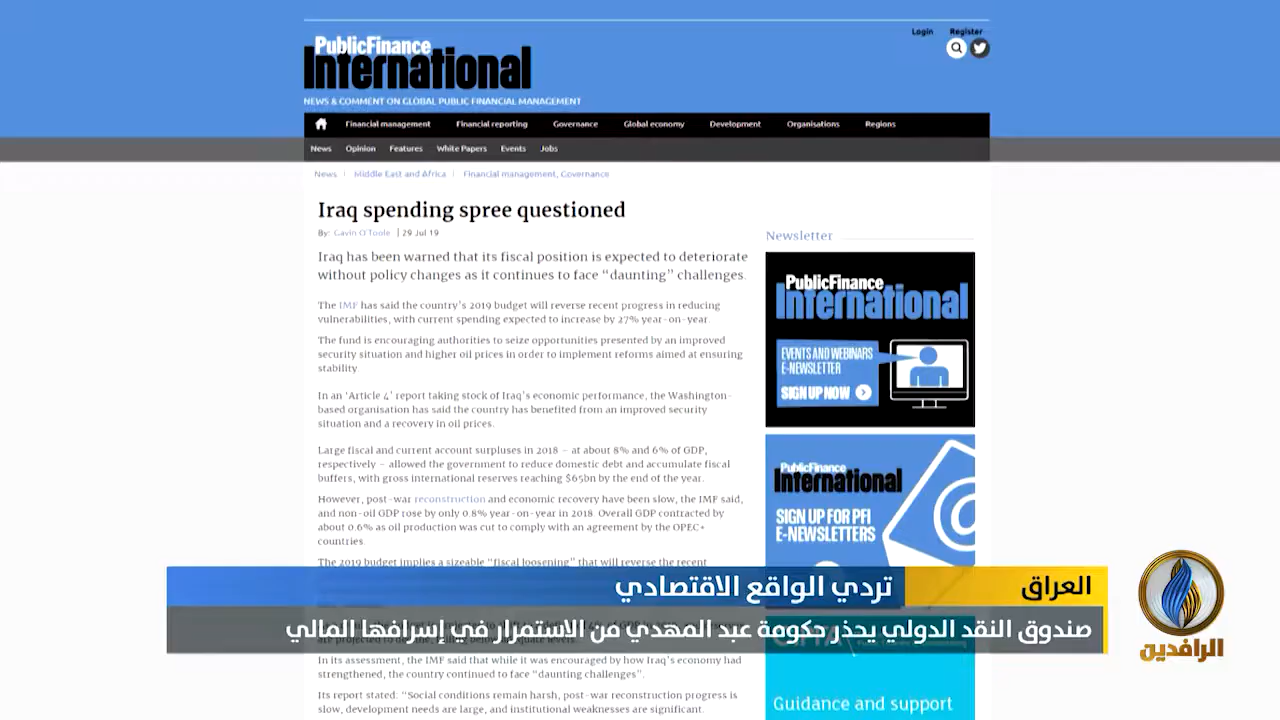 Login Register
PublicFinance
International
NEWS & COMMENT ON GLOBAL PUBLIC FINANCIAL MANAGEMENT
Financial management Financial reporting Governance Global economy Development Organisations Regions
News Opinion Features White Papers Events Jobs
News | Middle East and Africa | Financial management, Governance
Iraq spending spree questioned
By: Gavin O'Toole | 29 Jul 19
Iraq has been warned that its fiscal position is expected to deteriorate
without policy changes as it continues to face “daunting” challenges.
The IMF has said the country’s 2019 budget will reverse recent progress in reducing
vulnerabilities, with current spending expected to increase by 27% year-on-year.
The fund is encouraging authorities to seize opportunities presented by an improved
security situation and higher oil prices in order to implement reforms aimed at ensuring
stability.
In an ‘Article 4’ report taking stock of Iraq’s economic performance, the Washington-
based organisation has said the country has benefited from an improved security
situation and a recovery in oil prices.
Large fiscal and current account surpluses in 2018 – at about 8% and 6% of GDP,
respectively – allowed the government to reduce domestic debt and accumulate fiscal
buffers, with gross international reserves reaching $65bn by the end of the year.
However, post-war reconstruction and economic recovery have been slow, the IMF said,
and non-oil GDP rose by only 0.8% year-on-year in 2018. Overall GDP contracted by
about 0.6% as oil production was cut to comply with an agreement by the OPEC+
countries.
The 2019 budget implies a sizeable “fiscal loosening” that will reverse the recent
In its assessment, the IMF said that while it was encouraged by how Iraq’s economy had
strengthened, the country continued to face “daunting challenges”.
Its report stated: “Social conditions remain harsh, post-war reconstruction progress is
slow, development needs are large, and institutional weaknesses are significant.
Newsletter
PublicFinance
International
EVENTS AND WEBINARS
E-NEWSLETTER
SIGN UP NOW
PublicFinance
International
SIGN UP FOR PFI
E-NEWSLETTERS
Guidance and support
العراق
تردي الواقع الاقتصادي
صندوق النقد الدولي يحذر حكومة عبد المهدي من الاستمرار في إسرافها المالي
الرافدين